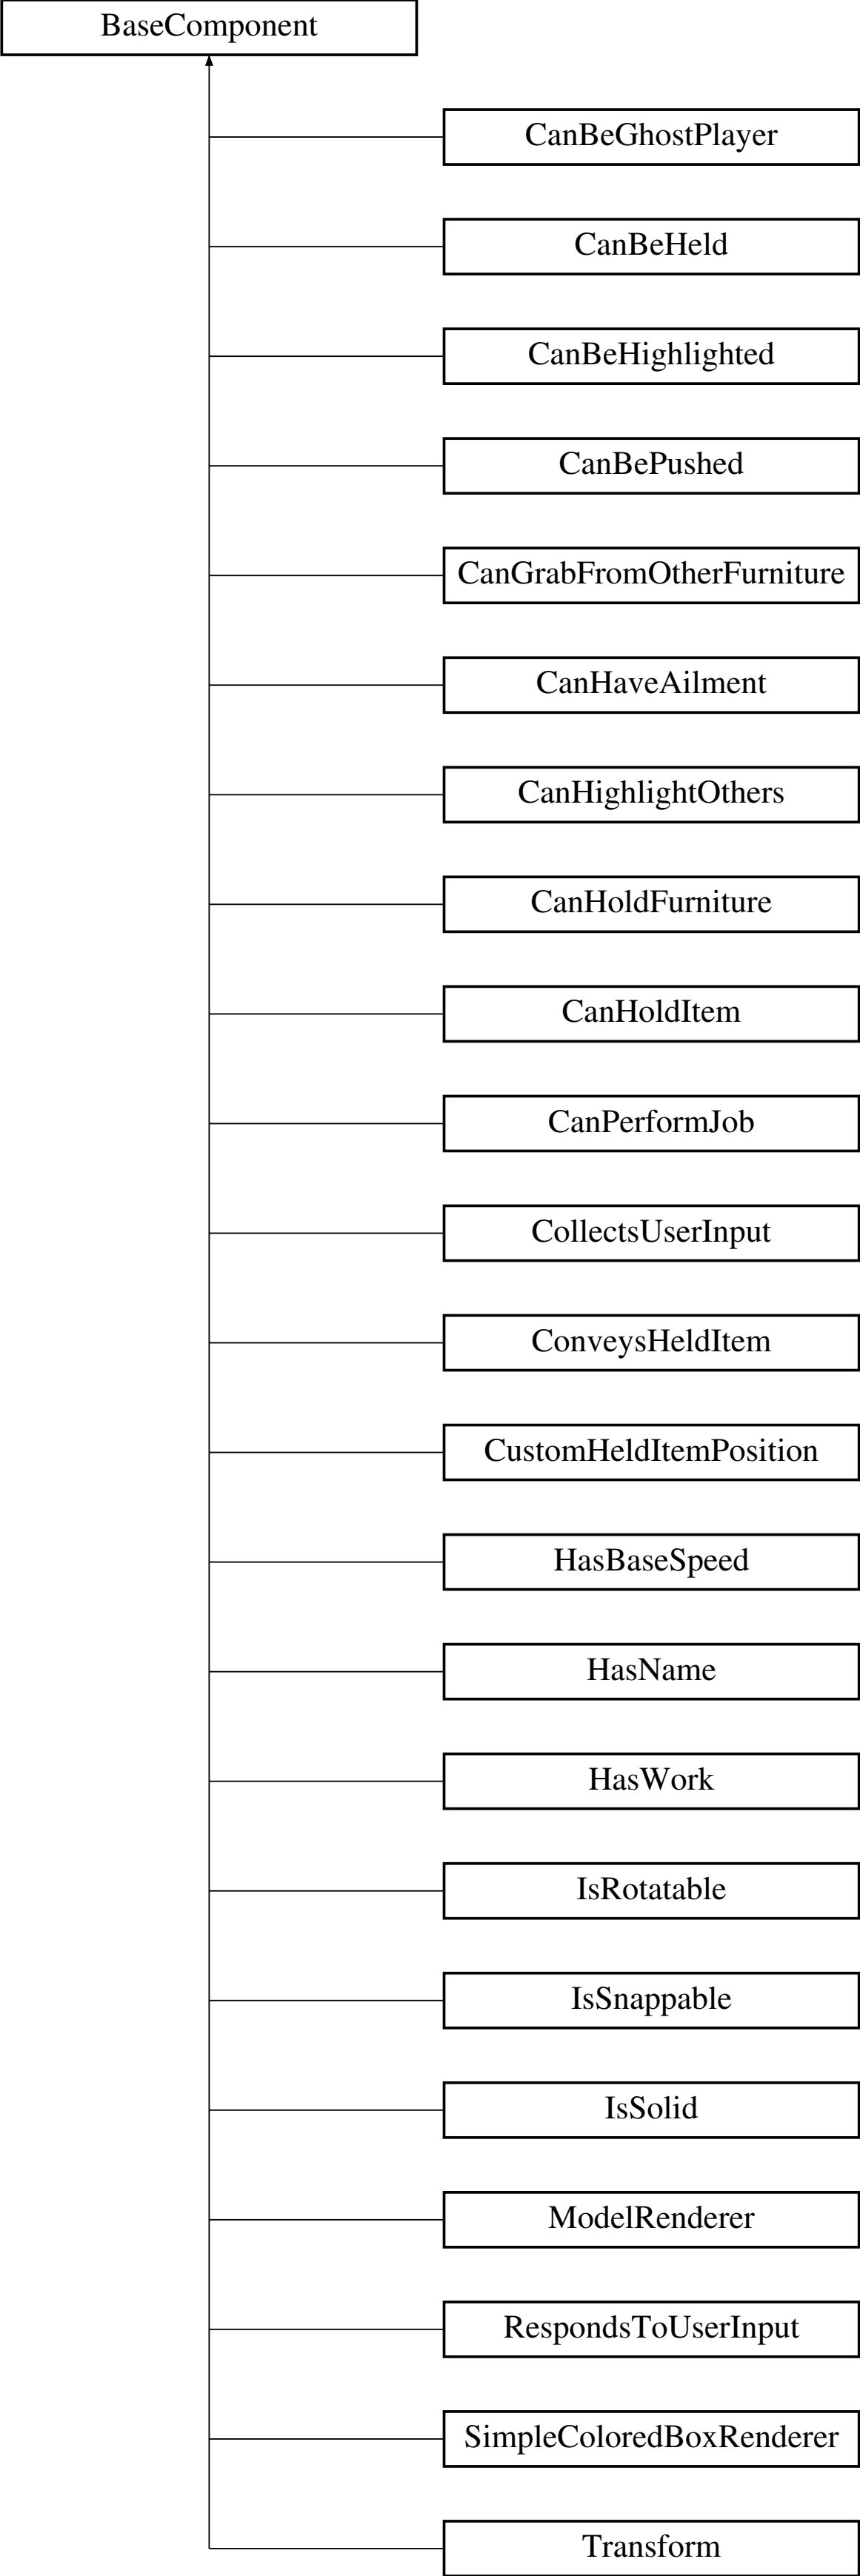 BaseComponent
CanBeGhostPlayer
CanBeHeld
CanBeHighlighted
CanBePushed
CanGrabFromOtherFurniture
CanHaveAilment
CanHighlightOthers
CanHoldFurniture
CanHoldItem
CanPerformJob
CollectsUserInput
ConveysHeldItem
CustomHeldItemPosition
HasBaseSpeed
HasName
HasWork
IsRotatable
IsSnappable
IsSolid
ModelRenderer
RespondsToUserInput
SimpleColoredBoxRenderer
Transform